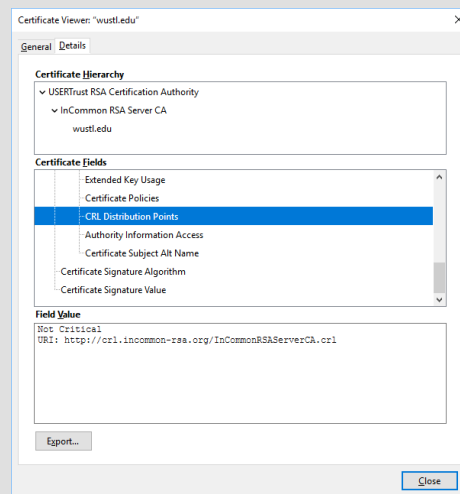 Certificate Viewer: "wustl.edu"
General Details
Certificate Hierarchy
USERTrust RSA Certification Authority
InCommon RSA Server CA
wustl.edu
Certificate Fields
Extended Key Usage
Certificate Policies
CRL Distribution Points
Authority Information Access
Certificate Subject Alt Name
Certificate Signature Algorithm
Certificate Signature Value
Field Value
Not Critical
URI: http://crl.incommon-rsa.org/InCommonRSAServerCA.crl
Export...
Close